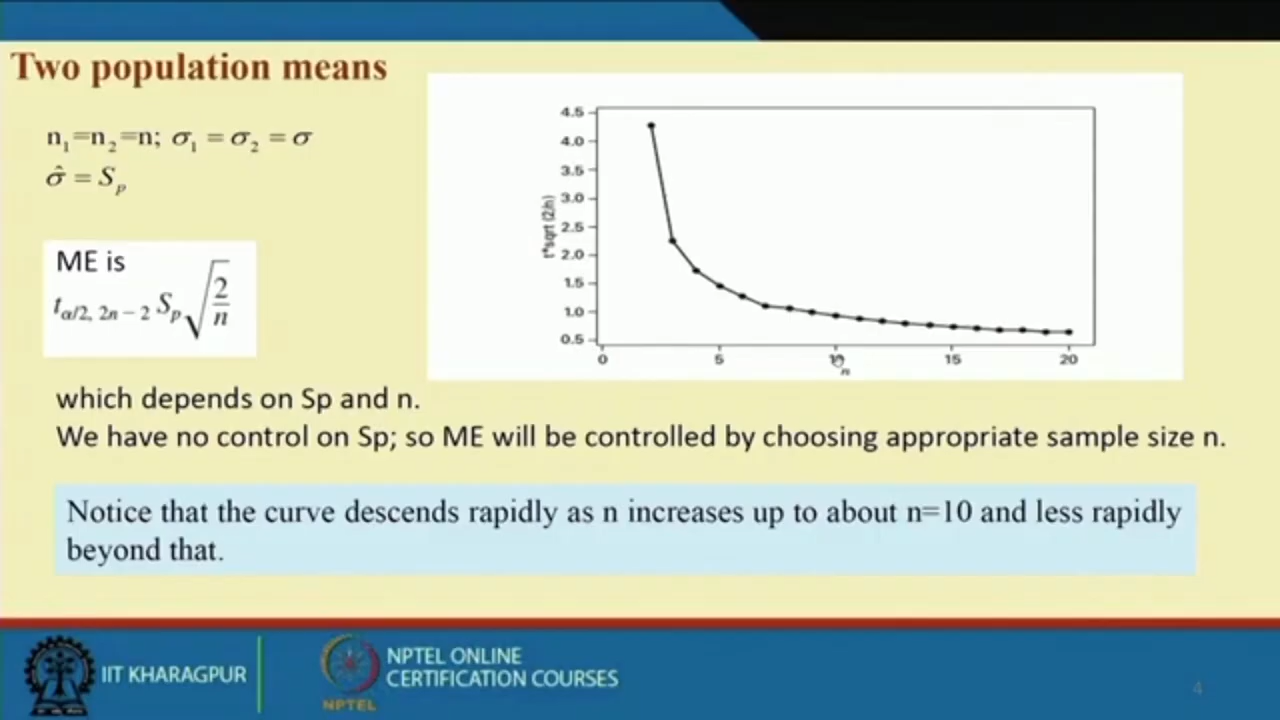 Two population means
n₁=n₂=n; σ₁ = σ₂ = σ
σ̂ = Sₚ
ME is
t_{α/2, 2n − 2} Sₚ √(2/n)
t*sqrt (2/n)
4.5
4.0
3.5
3.0
2.5
2.0
1.5
1.0
0.5
0 5 10 15 20
n
which depends on Sp and n.
We have no control on Sp; so ME will be controlled by choosing appropriate sample size n.
Notice that the curve descends rapidly as n increases up to about n=10 and less rapidly
beyond that.
IIT KHARAGPUR
NPTEL
NPTEL ONLINE
CERTIFICATION COURSES
4